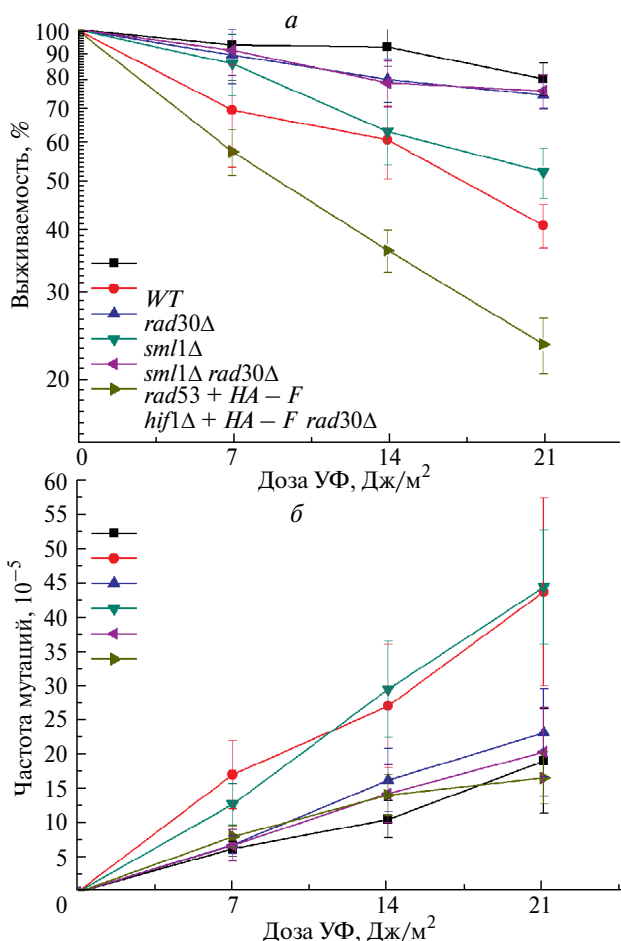 а
100
90
80
70
60
50
40
30
20
Выживаемость, %
WT
rad30Δ
sml1Δ
sml1Δ rad30Δ
rad53 + HA – F
hif1Δ + HA – F rad30Δ
0 7 14 21
Доза УФ, Дж/м²
б
60
55
50
45
40
35
30
25
20
15
10
5
Частота мутаций, 10⁻⁵
0 7 14 21
Доза УФ, Дж/м²